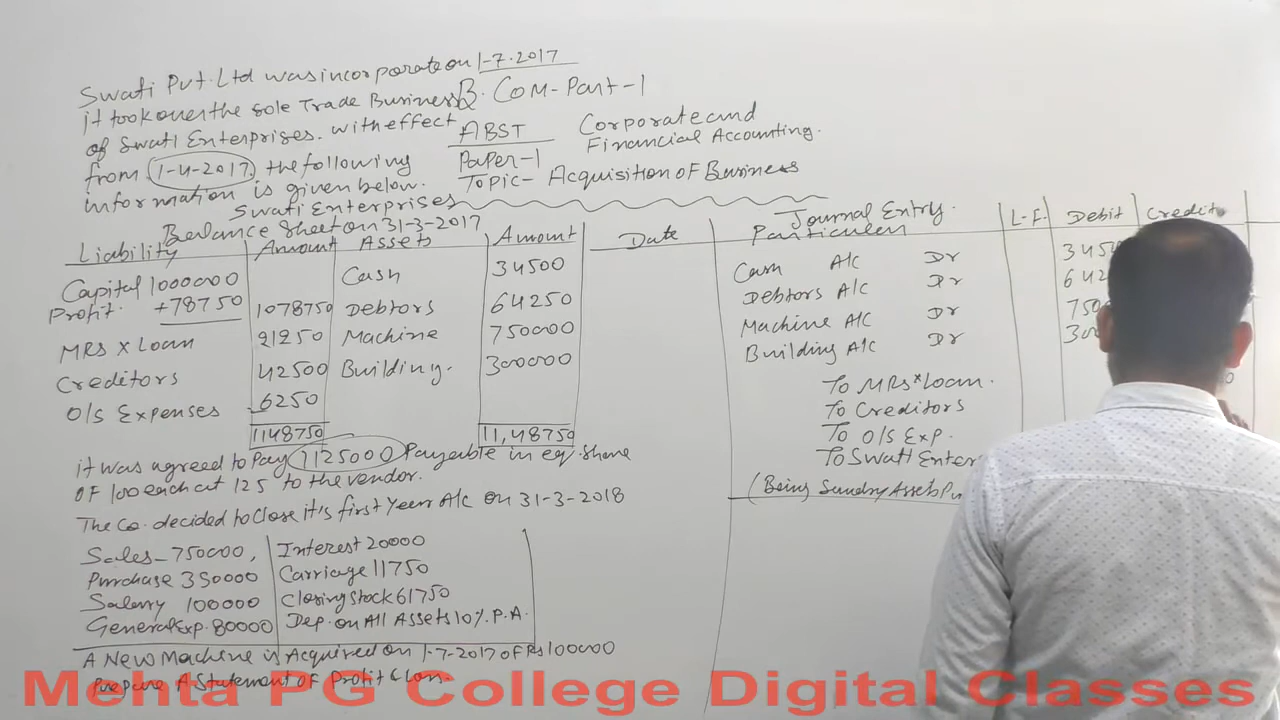 Swati Pvt. Ltd was incorporate on 1-7-2017
it took over the sole Trade Business
of Swati Enterprises. with effect
from 1-4-2017. the following
information is given below.
B. Com-Part-1
ABST
Corporate and
Financial Accounting.
Paper-1
Topic- Acquisition of Business
Swati Enterprises
Balance Sheet on 31-3-2017
Liability Amount Assets Amount
Capital 1000000 Cash 34500
Profit. +78750 1078750 Debtors 64250
MRs X Loan 21250 Machine 750000
Creditors 42500 Building. 300000
O/S Expenses 6250
1148750 11,48750
it was agreed to Pay 1125000 Payable in eq. share
of 100 each at 125 to the vendor.
The Co. decided to close it is first year A/c on 31-3-2018
Sales - 750000, Interest 20000
Purchase 350000 Carriage 11750
Salary 100000 Closing Stock 61750
General Exp. 80000 Dep. on All Assets 10% P.A.
A New Machine is Acquired on 1-7-2017 of Rs 100000
Prepare A Statement of Profit & Lon.
Journal Entry.
Date Particulars L.F. Debit Credit
Cash A/c Dr 345
Debtors A/c Dr 642
Machine A/c Dr 750
Building A/c Dr 300
To MRs X Loan.
To Creditors
To O/S Exp.
To Swati Enter
(Being Sundry Assets Pu
Mehta PG College Digital Classes